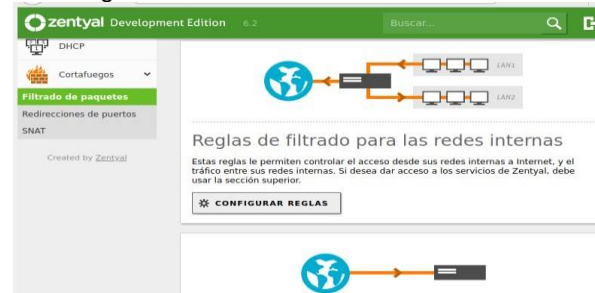 zentyal Development Edition 6.2
Buscar...
DHCP
Cortafuegos
Filtrado de paquetes
Redirecciones de puertos
SNAT
Created by Zentyal
LAN1
LAN2
Reglas de filtrado para las redes internas
Estas reglas le permiten controlar el acceso desde sus redes internas a Internet, y el
tráfico entre sus redes internas. Si desea dar acceso a los servicios de Zentyal, debe
usar la sección superior.
CONFIGURAR REGLAS